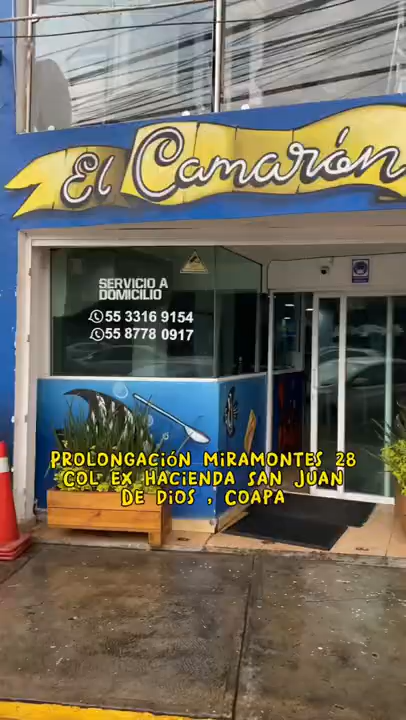 El Camarón
SERVICIO A
DOMICILIO
55 3316 9154
55 8778 0917
PROLONGACIÓN MIRAMONTES 28
COL EX HACIENDA SAN JUAN
DE DIOS , COAPA